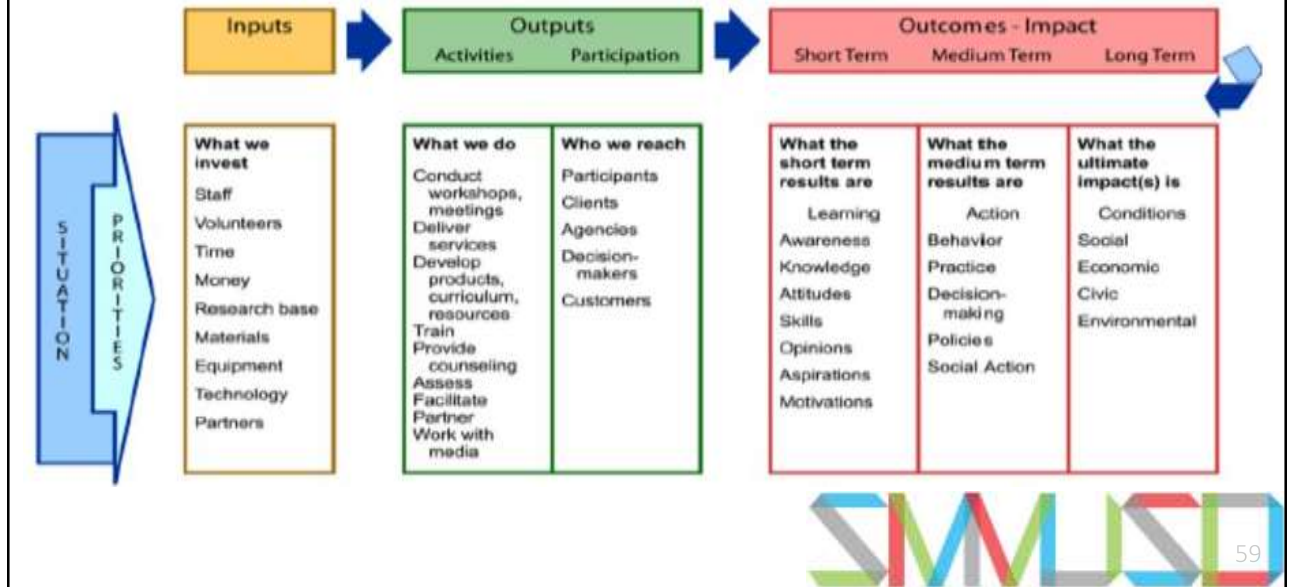 Inputs
Outputs
Activities Participation
Outcomes - Impact
Short Term Medium Term Long Term
SITUATION
PRIORITIES
What we
invest
Staff
Volunteers
Time
Money
Research base
Materials
Equipment
Technology
Partners
What we do
Conduct
workshops,
meetings
Deliver
services
Develop
products,
curriculum,
resources
Train
Provide
counseling
Assess
Facilitate
Partner
Work with
media
Who we reach
Participants
Clients
Agencies
Decision-
makers
Customers
What the
short term
results are
Learning
Awareness
Knowledge
Attitudes
Skills
Opinions
Aspirations
Motivations
What the
medium term
results are
Action
Behavior
Practice
Decision-
making
Policies
Social Action
What the
ultimate
impact(s) is
Conditions
Social
Economic
Civic
Environmental
SMMUSD
59